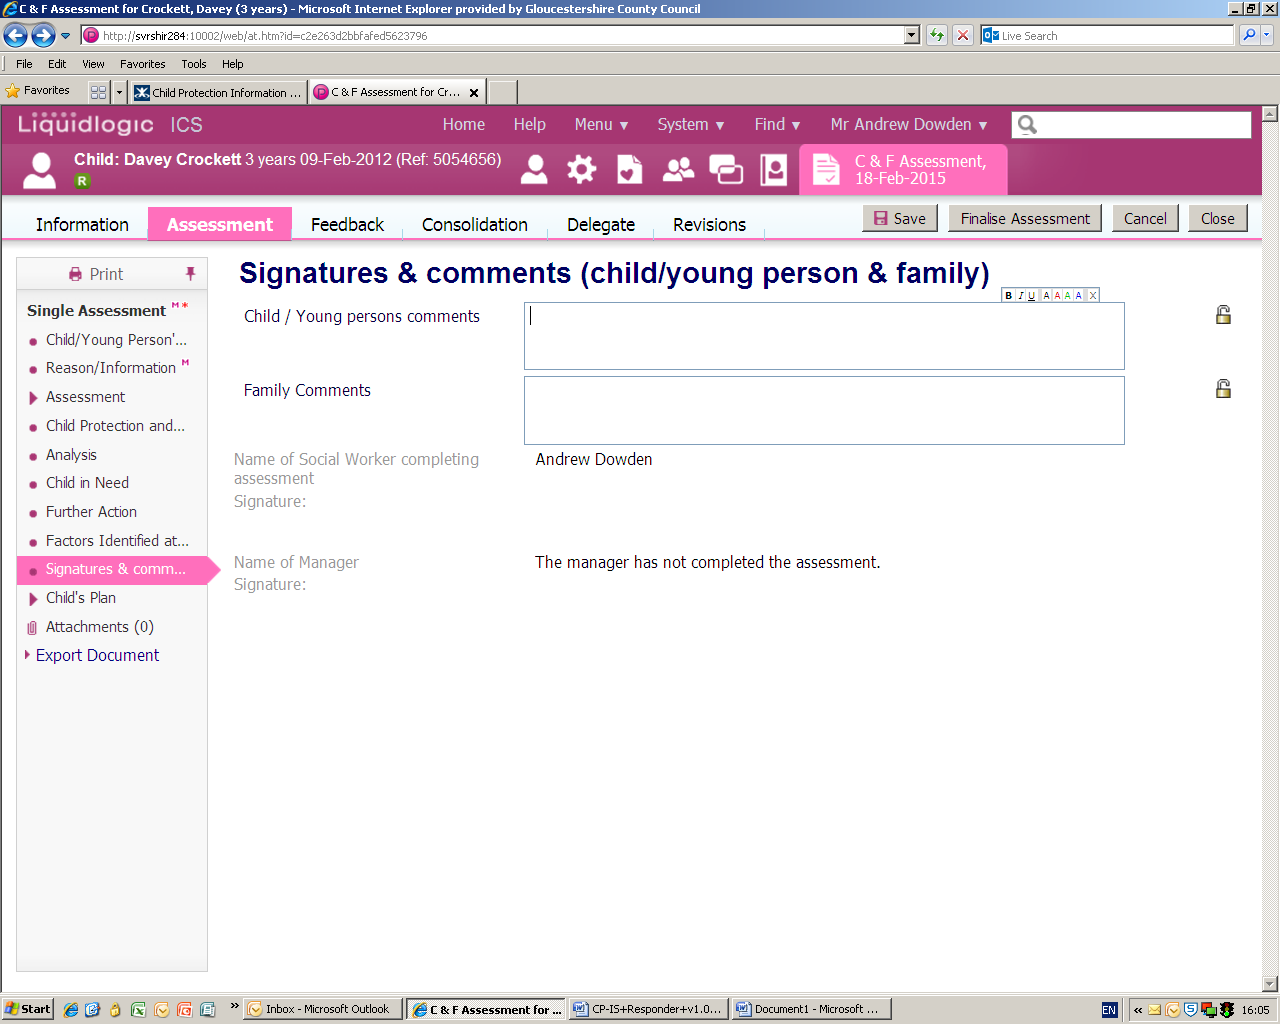 C & F Assessment for Crockett, Davey (3 years) - Microsoft Internet Explorer provided by Gloucestershire County Council
http://svrshir284:10002/web/at.htm?id=c2e263d2bbfafed5623796
Live Search
File Edit View Favorites Tools Help
Favorites
Child Protection Information ...
C & F Assessment for Cr...
Liquidlogic ICS
Home Help Menu ▼ System ▼ Find ▼ Mr Andrew Dowden ▼
Child: Davey Crockett 3 years 09-Feb-2012 (Ref: 5054656)
R
C & F Assessment,
18-Feb-2015
Information Assessment Feedback Consolidation Delegate Revisions
Save Finalise Assessment Cancel Close
Print
Single Assessment M *
Child/Young Person'...
Reason/Information M
Assessment
Child Protection and...
Analysis
Child in Need
Further Action
Factors Identified at...
Signatures & comm...
Child's Plan
Attachments (0)
Export Document
Signatures & comments (child/young person & family)
B I U A A A A X
Child / Young persons comments
Family Comments
Name of Social Worker completing
assessment
Andrew Dowden
Signature:
Name of Manager
The manager has not completed the assessment.
Signature:
Start
»
Inbox - Microsoft Outlook
C & F Assessment for ...
CP-IS+Responder+v1.0...
Document1 - Microsoft ...
EN
«
16:05